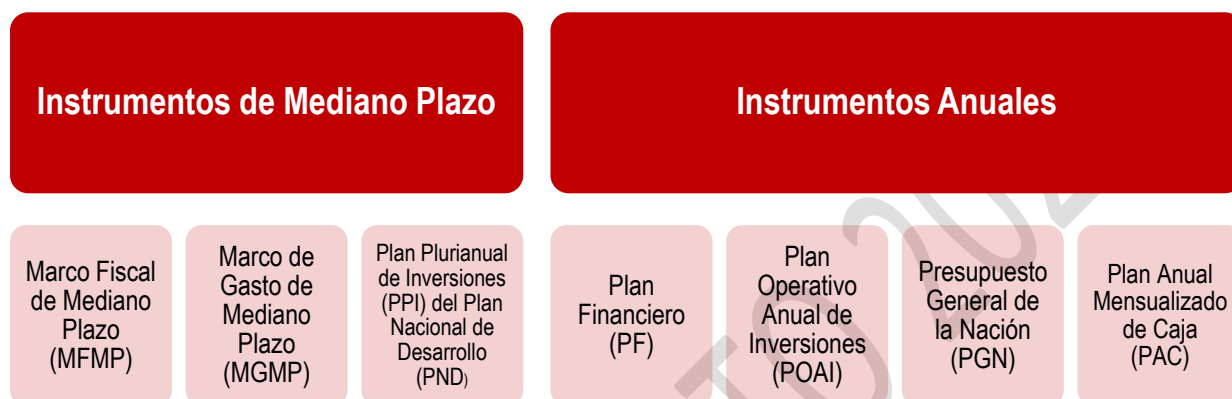 Instrumentos de Mediano Plazo
Instrumentos Anuales
Marco Fiscal
de Mediano
Plazo
(MFMP)
Marco de
Gasto de
Mediano
Plazo
(MGMP)
Plan Plurianual
de Inversiones
(PPI) del Plan
Nacional de
Desarrollo
(PND)
Plan
Financiero
(PF)
Plan
Operativo
Anual de
Inversiones
(POAI)
Presupuesto
General de
la Nación
(PGN)
Plan Anual
Mensualizado
de Caja
(PAC)